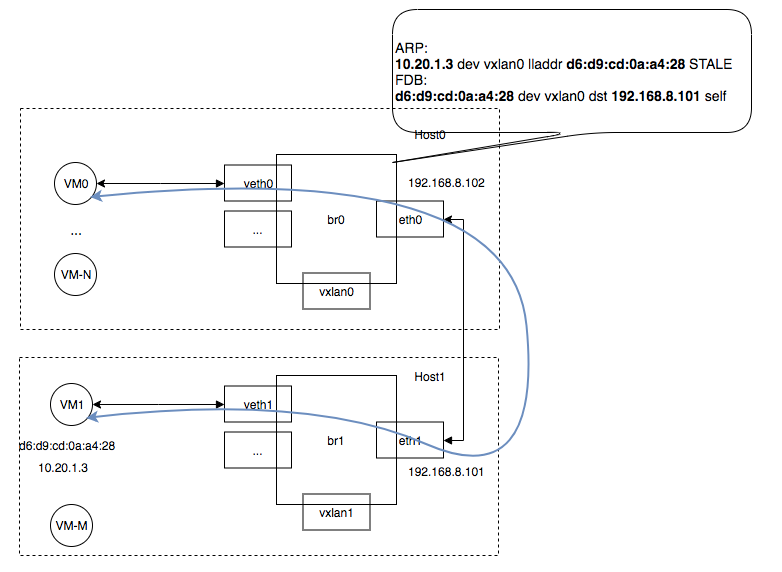 ARP:
10.20.1.3 dev vxlan0 lladdr d6:d9:cd:0a:a4:28 STALE
FDB:
d6:d9:cd:0a:a4:28 dev vxlan0 dst 192.168.8.101 self
Host0
VM0
veth0
192.168.8.102
...
...
br0
eth0
VM-N
vxlan0
Host1
VM1
veth1
d6:d9:cd:0a:a4:28
...
br1
eth1
10.20.1.3
192.168.8.101
VM-M
vxlan1